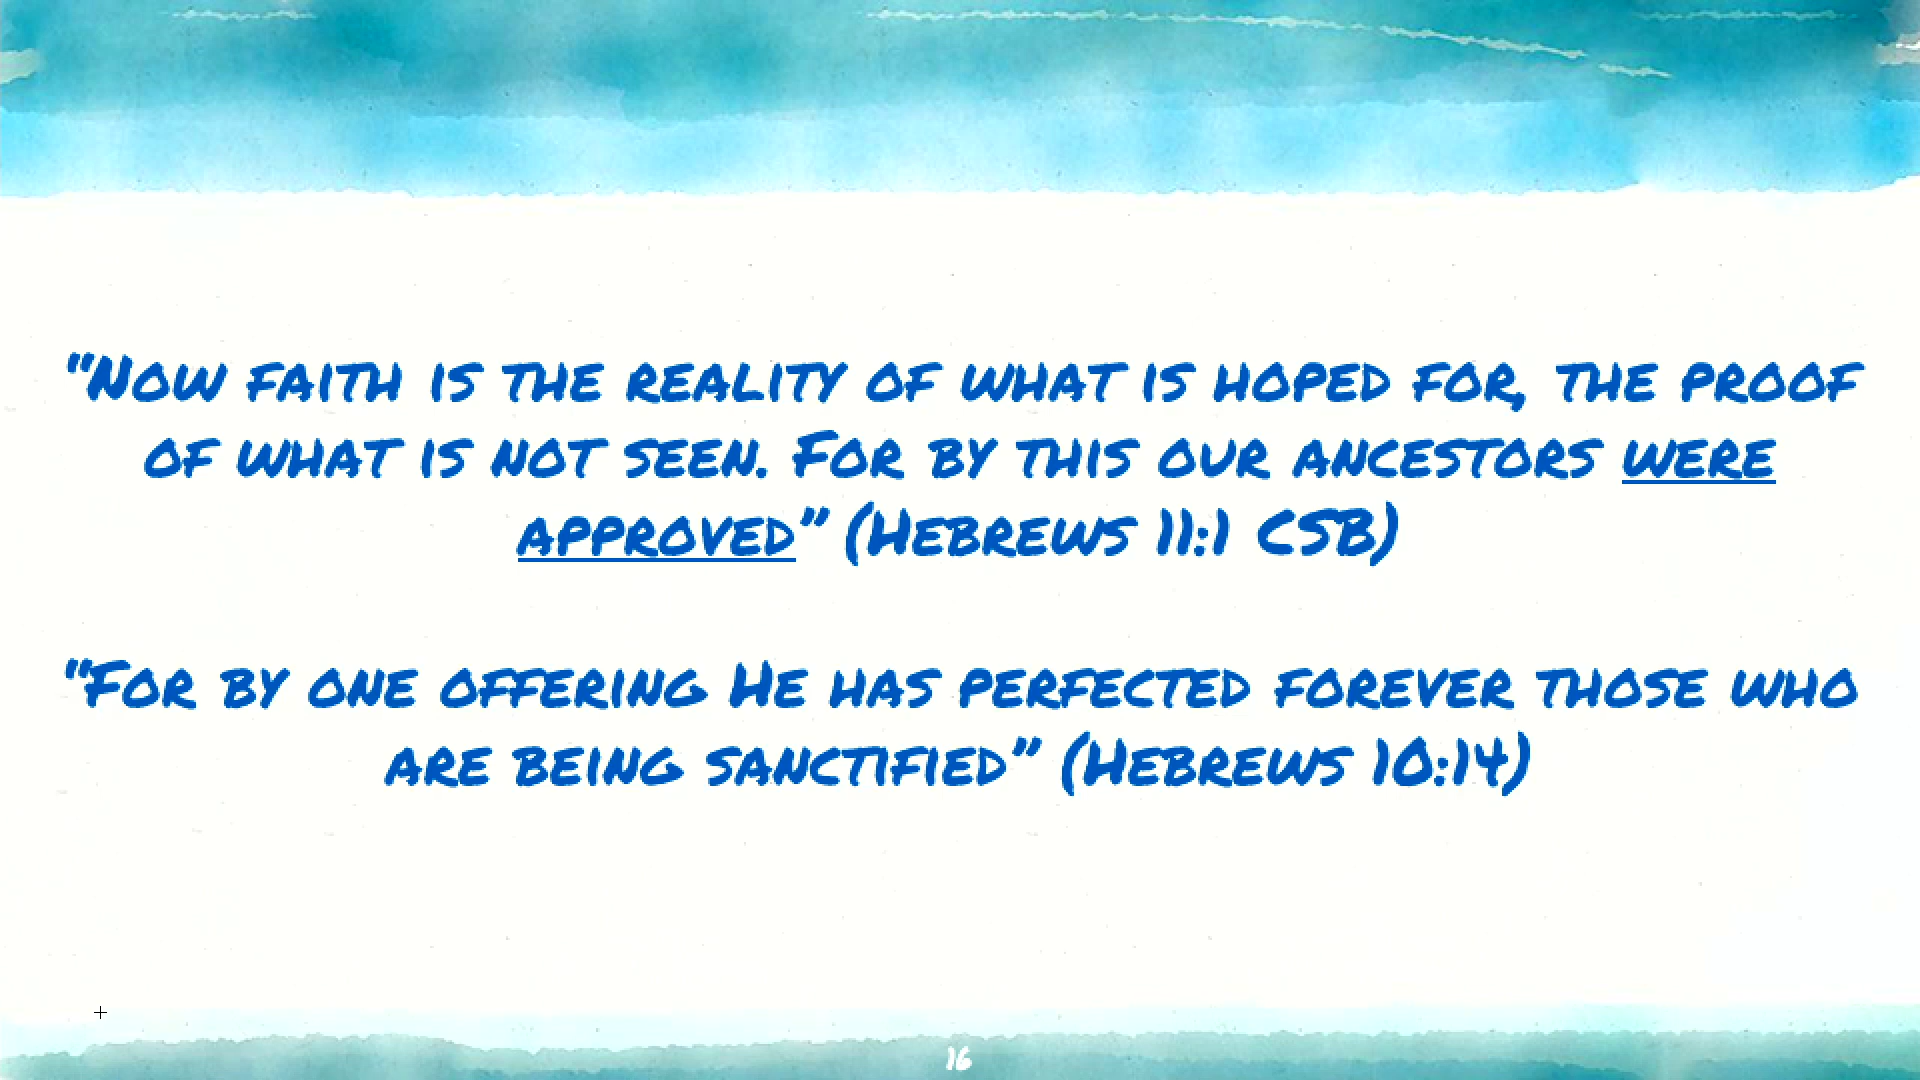 “Now faith is the reality of what is hoped for, the proof
of what is not seen. For by this our ancestors were
approved” (Hebrews 11:1 CSB)
“For by one offering He has perfected forever those who
are being sanctified” (Hebrews 10:14)
16